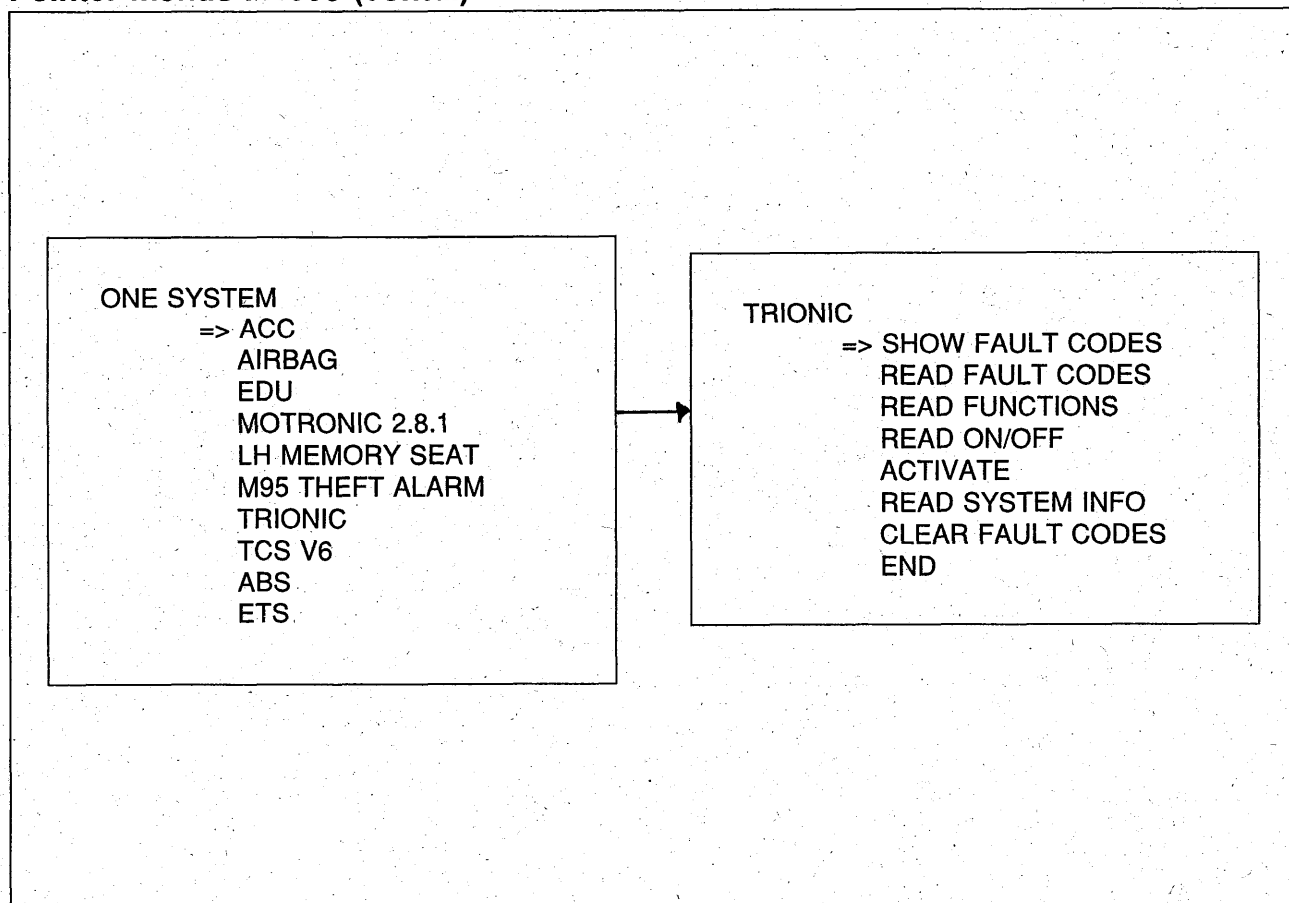 ONE SYSTEM
=> ACC
AIRBAG
EDU
MOTRONIC 2.8.1
LH MEMORY SEAT
M95 THEFT ALARM
TRIONIC
TCS V6
ABS
ETS
TRIONIC
=> SHOW FAULT CODES
READ FAULT CODES
READ FUNCTIONS
READ ON/OFF
ACTIVATE
READ SYSTEM INFO
CLEAR FAULT CODES
END